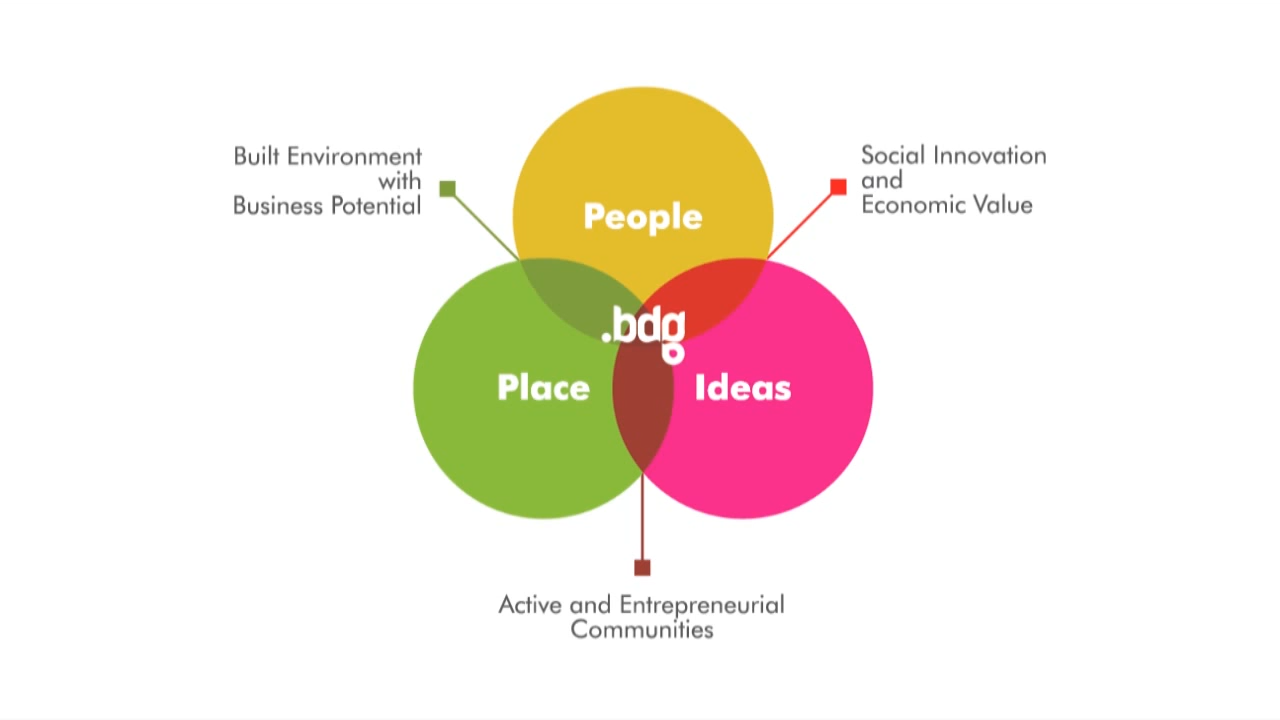 Built Environment
with
Business Potential
Social Innovation
and
Economic Value
People
.bdg
Place
Ideas
Active and Entrepreneurial
Communities